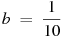 b = 1/10